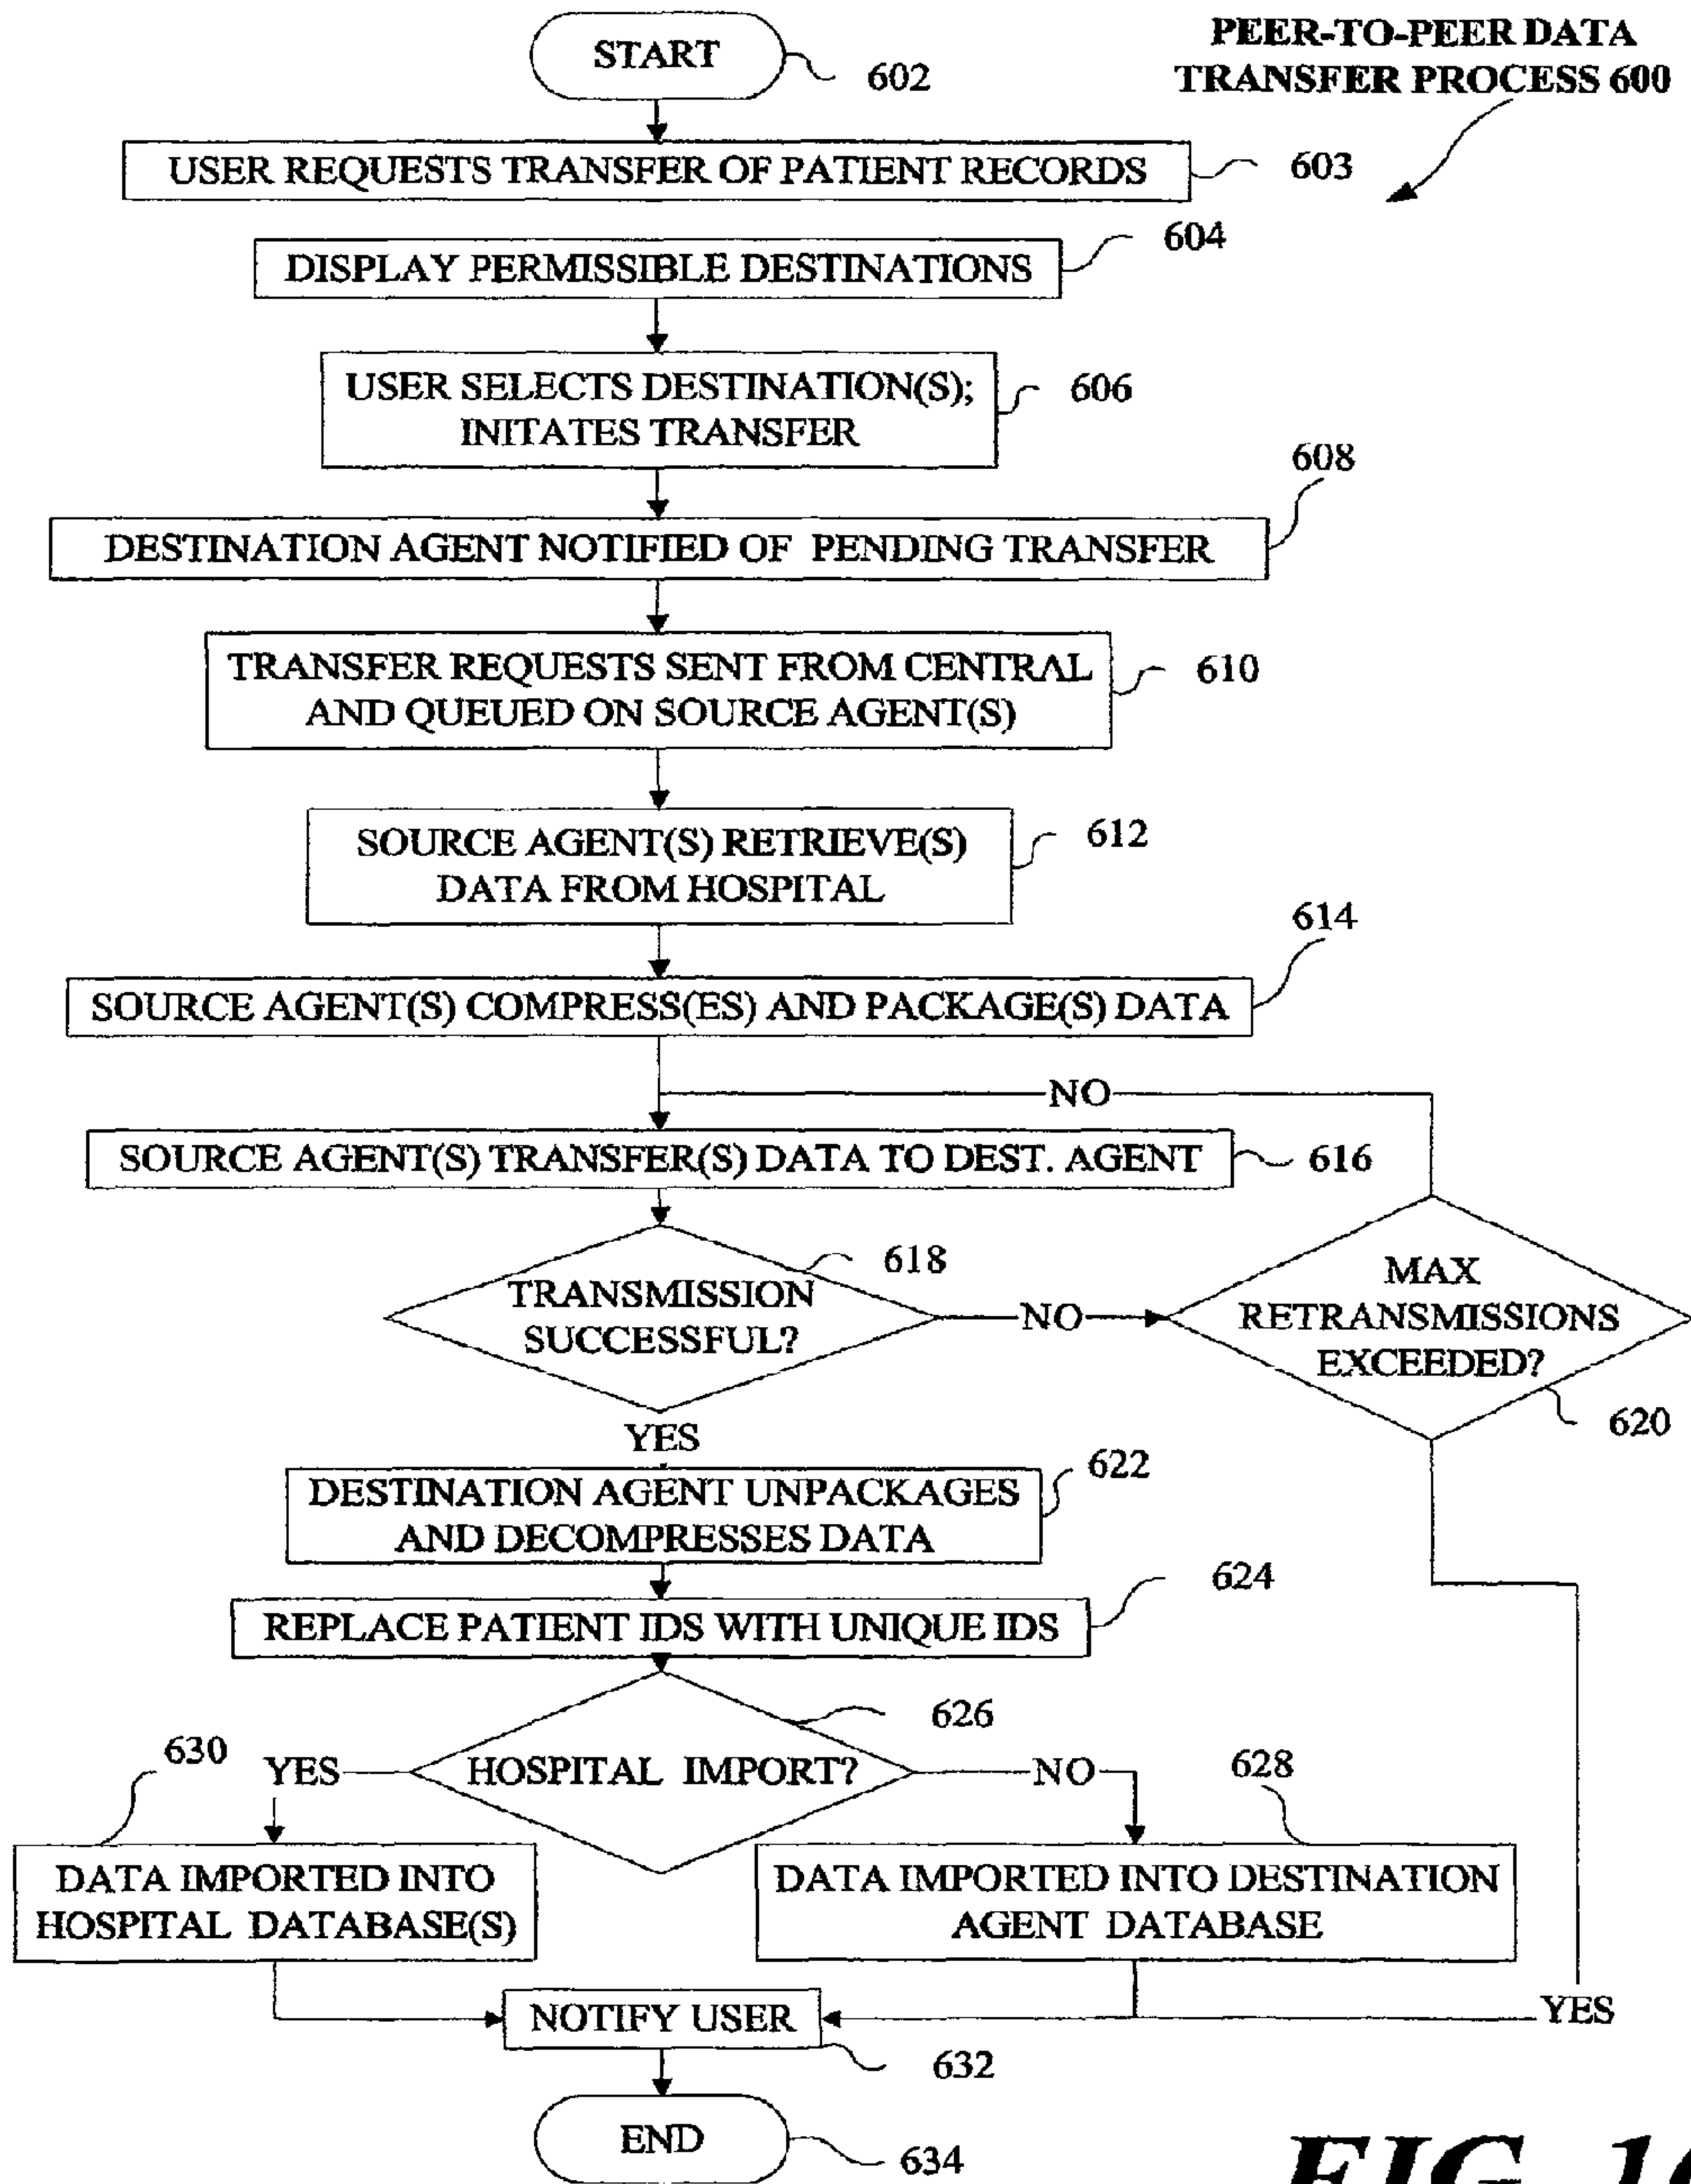 START
602
PEER-TO-PEER DATA
TRANSFER PROCESS 600
USER REQUESTS TRANSFER OF PATIENT RECORDS
603
604
DISPLAY PERMISSIBLE DESTINATIONS
USER SELECTS DESTINATION(S);
INITATES TRANSFER
606
608
DESTINATION AGENT NOTIFIED OF PENDING TRANSFER
TRANSFER REQUESTS SENT FROM CENTRAL
AND QUEUED ON SOURCE AGENT(S)
610
SOURCE AGENT(S) RETRIEVE(S)
DATA FROM HOSPITAL
612
614
SOURCE AGENT(S) COMPRESS(ES) AND PACKAGE(S) DATA
NO
SOURCE AGENT(S) TRANSFER(S) DATA TO DEST. AGENT
616
618
TRANSMISSION
SUCCESSFUL?
NO
MAX
RETRANSMISSIONS
EXCEEDED?
620
YES
622
DESTINATION AGENT UNPACKAGES
AND DECOMPRESSES DATA
624
REPLACE PATIENT IDS WITH UNIQUE IDS
626
630
YES
HOSPITAL IMPORT?
NO
628
DATA IMPORTED INTO
HOSPITAL DATABASE(S)
DATA IMPORTED INTO DESTINATION
AGENT DATABASE
YES
NOTIFY USER
632
END
634